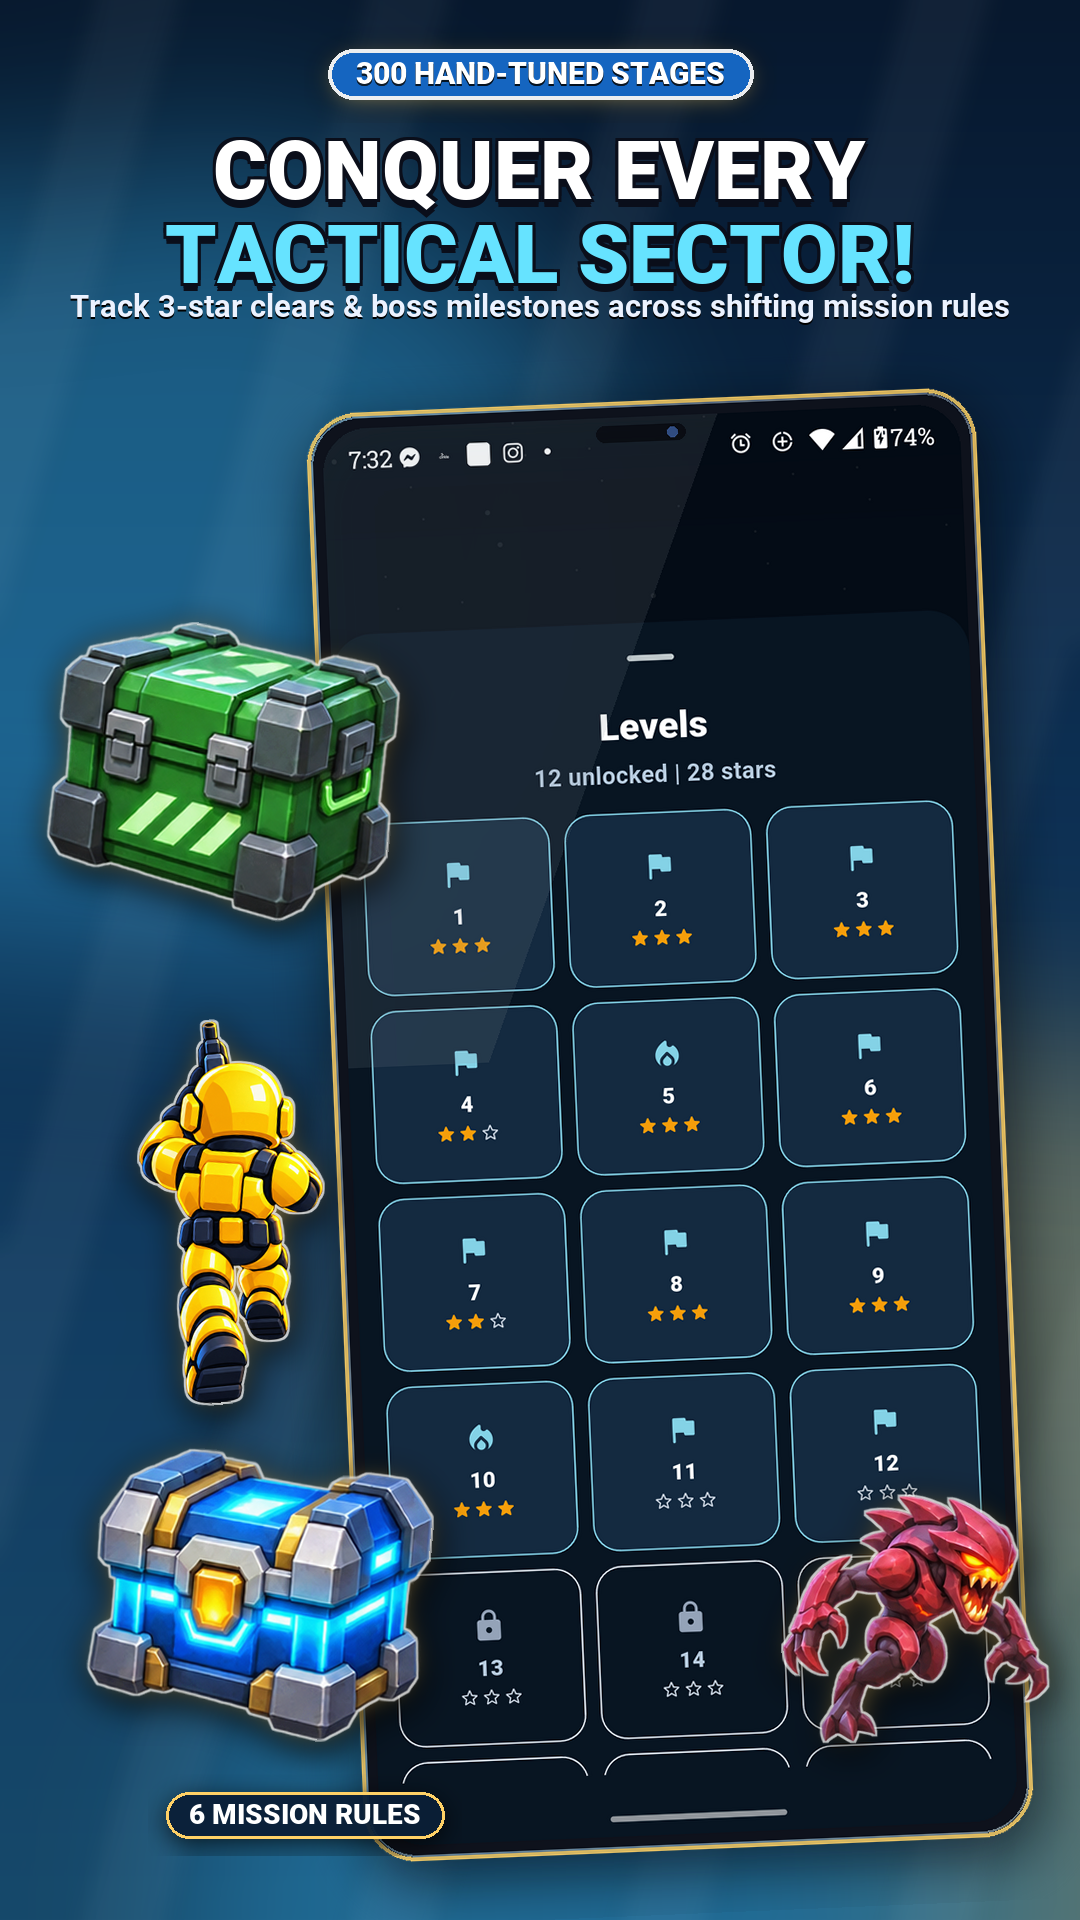 300 HAND-TUNED STAGES
CONQUER EVERY
TACTICAL SECTOR!
Track 3-star clears & boss milestones across shifting mission rules
7:32
74%
Levels
12 unlocked | 28 stars
1
2
3
4
5
6
7
8
9
10
11
12
13
14
6 MISSION RULES